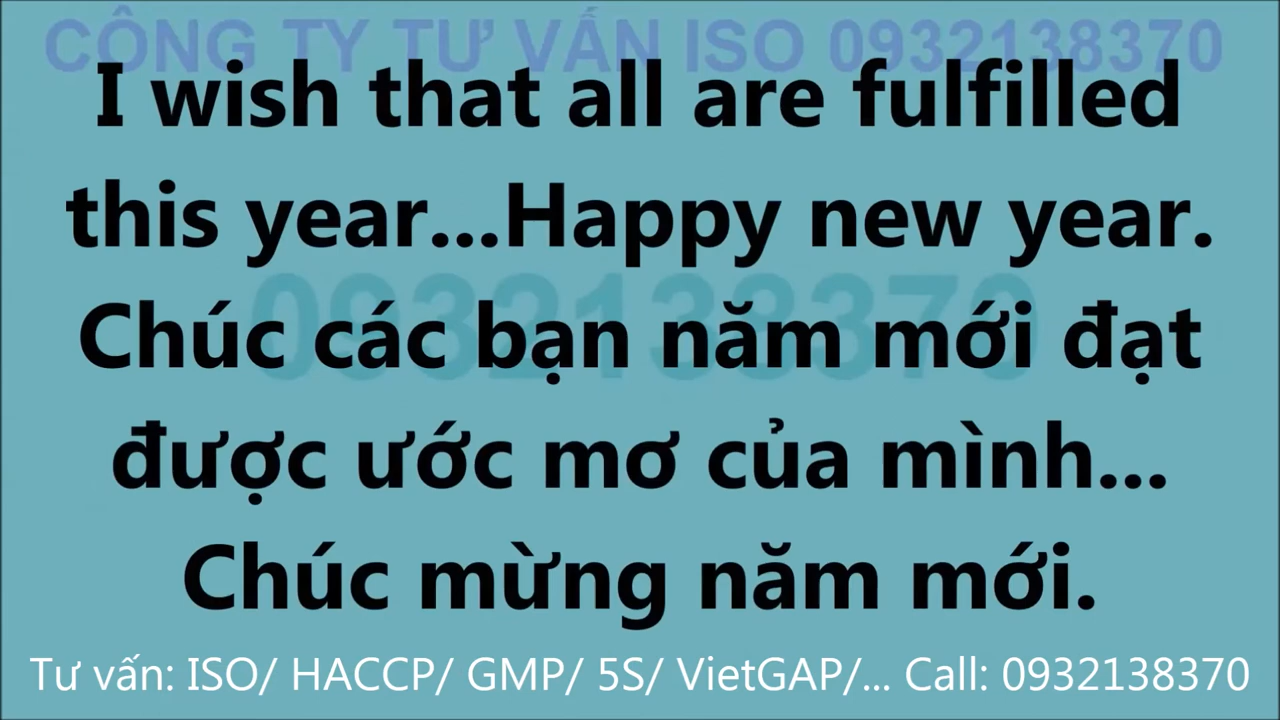 CÔNG TY TƯ VẤN ISO 0932138370
I wish that all are fulfilled
this year...Happy new year.
0932138370
Chúc các bạn năm mới đạt
được ước mơ của mình...
Chúc mừng năm mới.
Tư vấn: ISO/ HACCP/ GMP/ 5S/ VietGAP/... Call: 0932138370